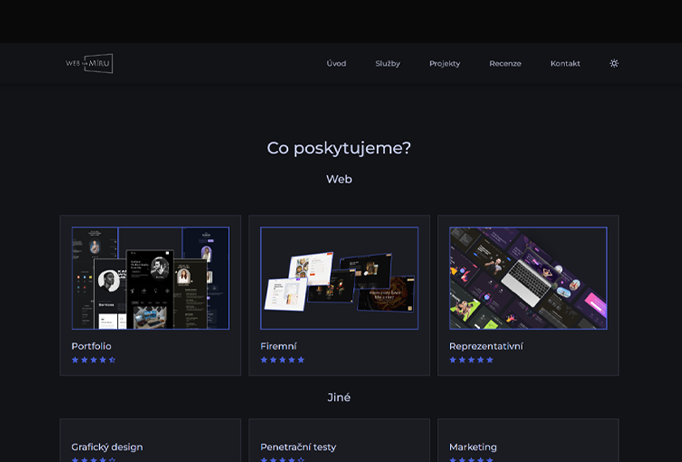 WEB NA MÍRU
Úvod Služby Projekty Recenze Kontakt
Co poskytujeme?
Web
Portfolio Firemní Reprezentativní
Jiné
Grafický design Penetrační testy Marketing